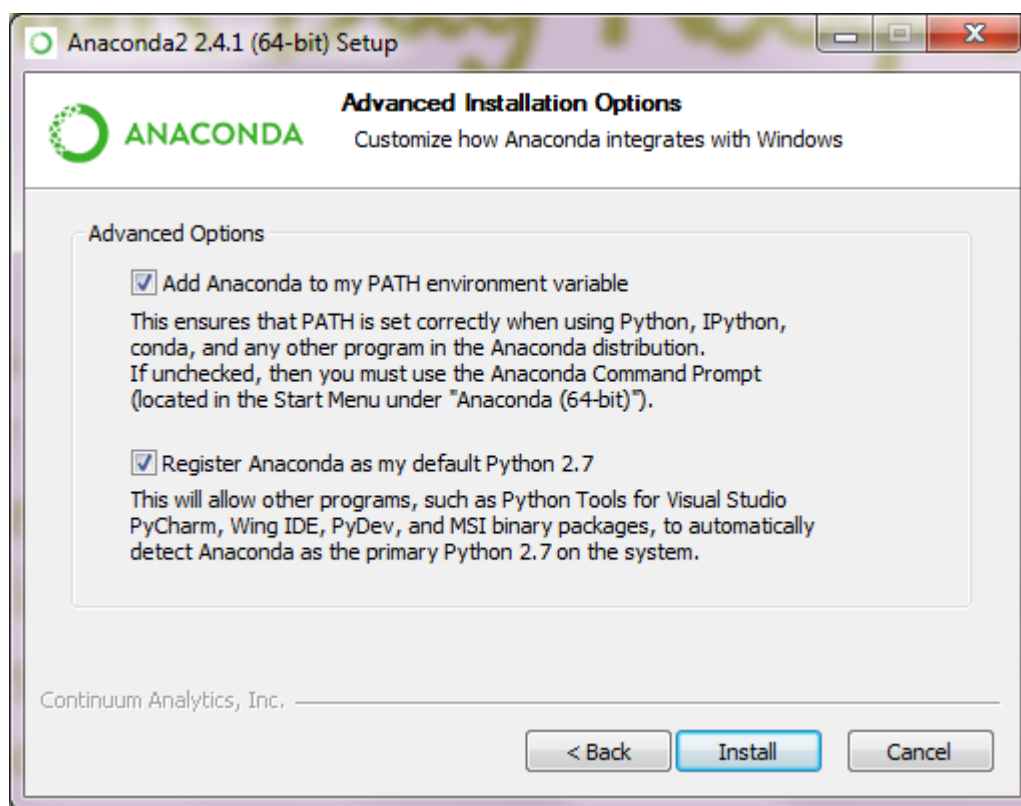 Anaconda2 2.4.1 (64-bit) Setup
ANACONDA
Advanced Installation Options
Customize how Anaconda integrates with Windows
Advanced Options
Add Anaconda to my PATH environment variable
This ensures that PATH is set correctly when using Python, IPython,
conda, and any other program in the Anaconda distribution.
If unchecked, then you must use the Anaconda Command Prompt
(located in the Start Menu under "Anaconda (64-bit)").
Register Anaconda as my default Python 2.7
This will allow other programs, such as Python Tools for Visual Studio
PyCharm, Wing IDE, PyDev, and MSI binary packages, to automatically
detect Anaconda as the primary Python 2.7 on the system.
Continuum Analytics, Inc.
< Back Install Cancel